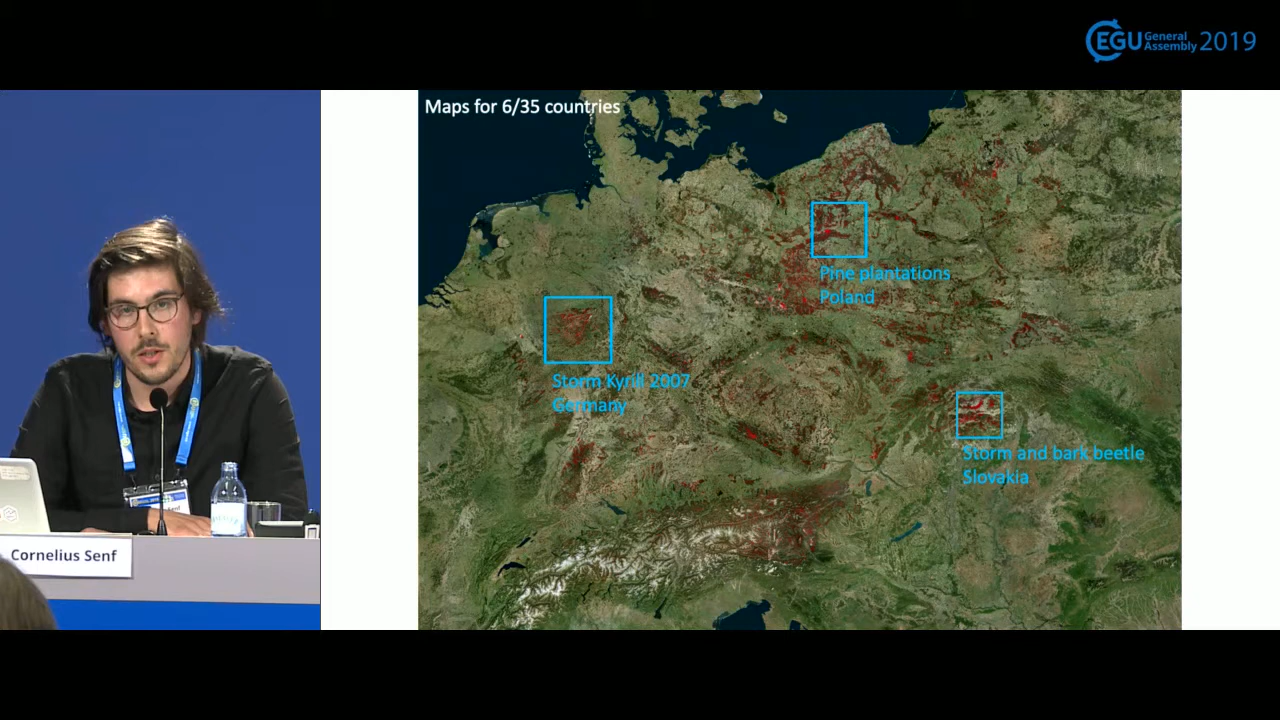 EGU General
Assembly 2019
Maps for 6/35 countries
Pine plantations
Poland
Storm Kyrill 2007
Germany
Storm and bark beetle
Slovakia
Cornelius Senf